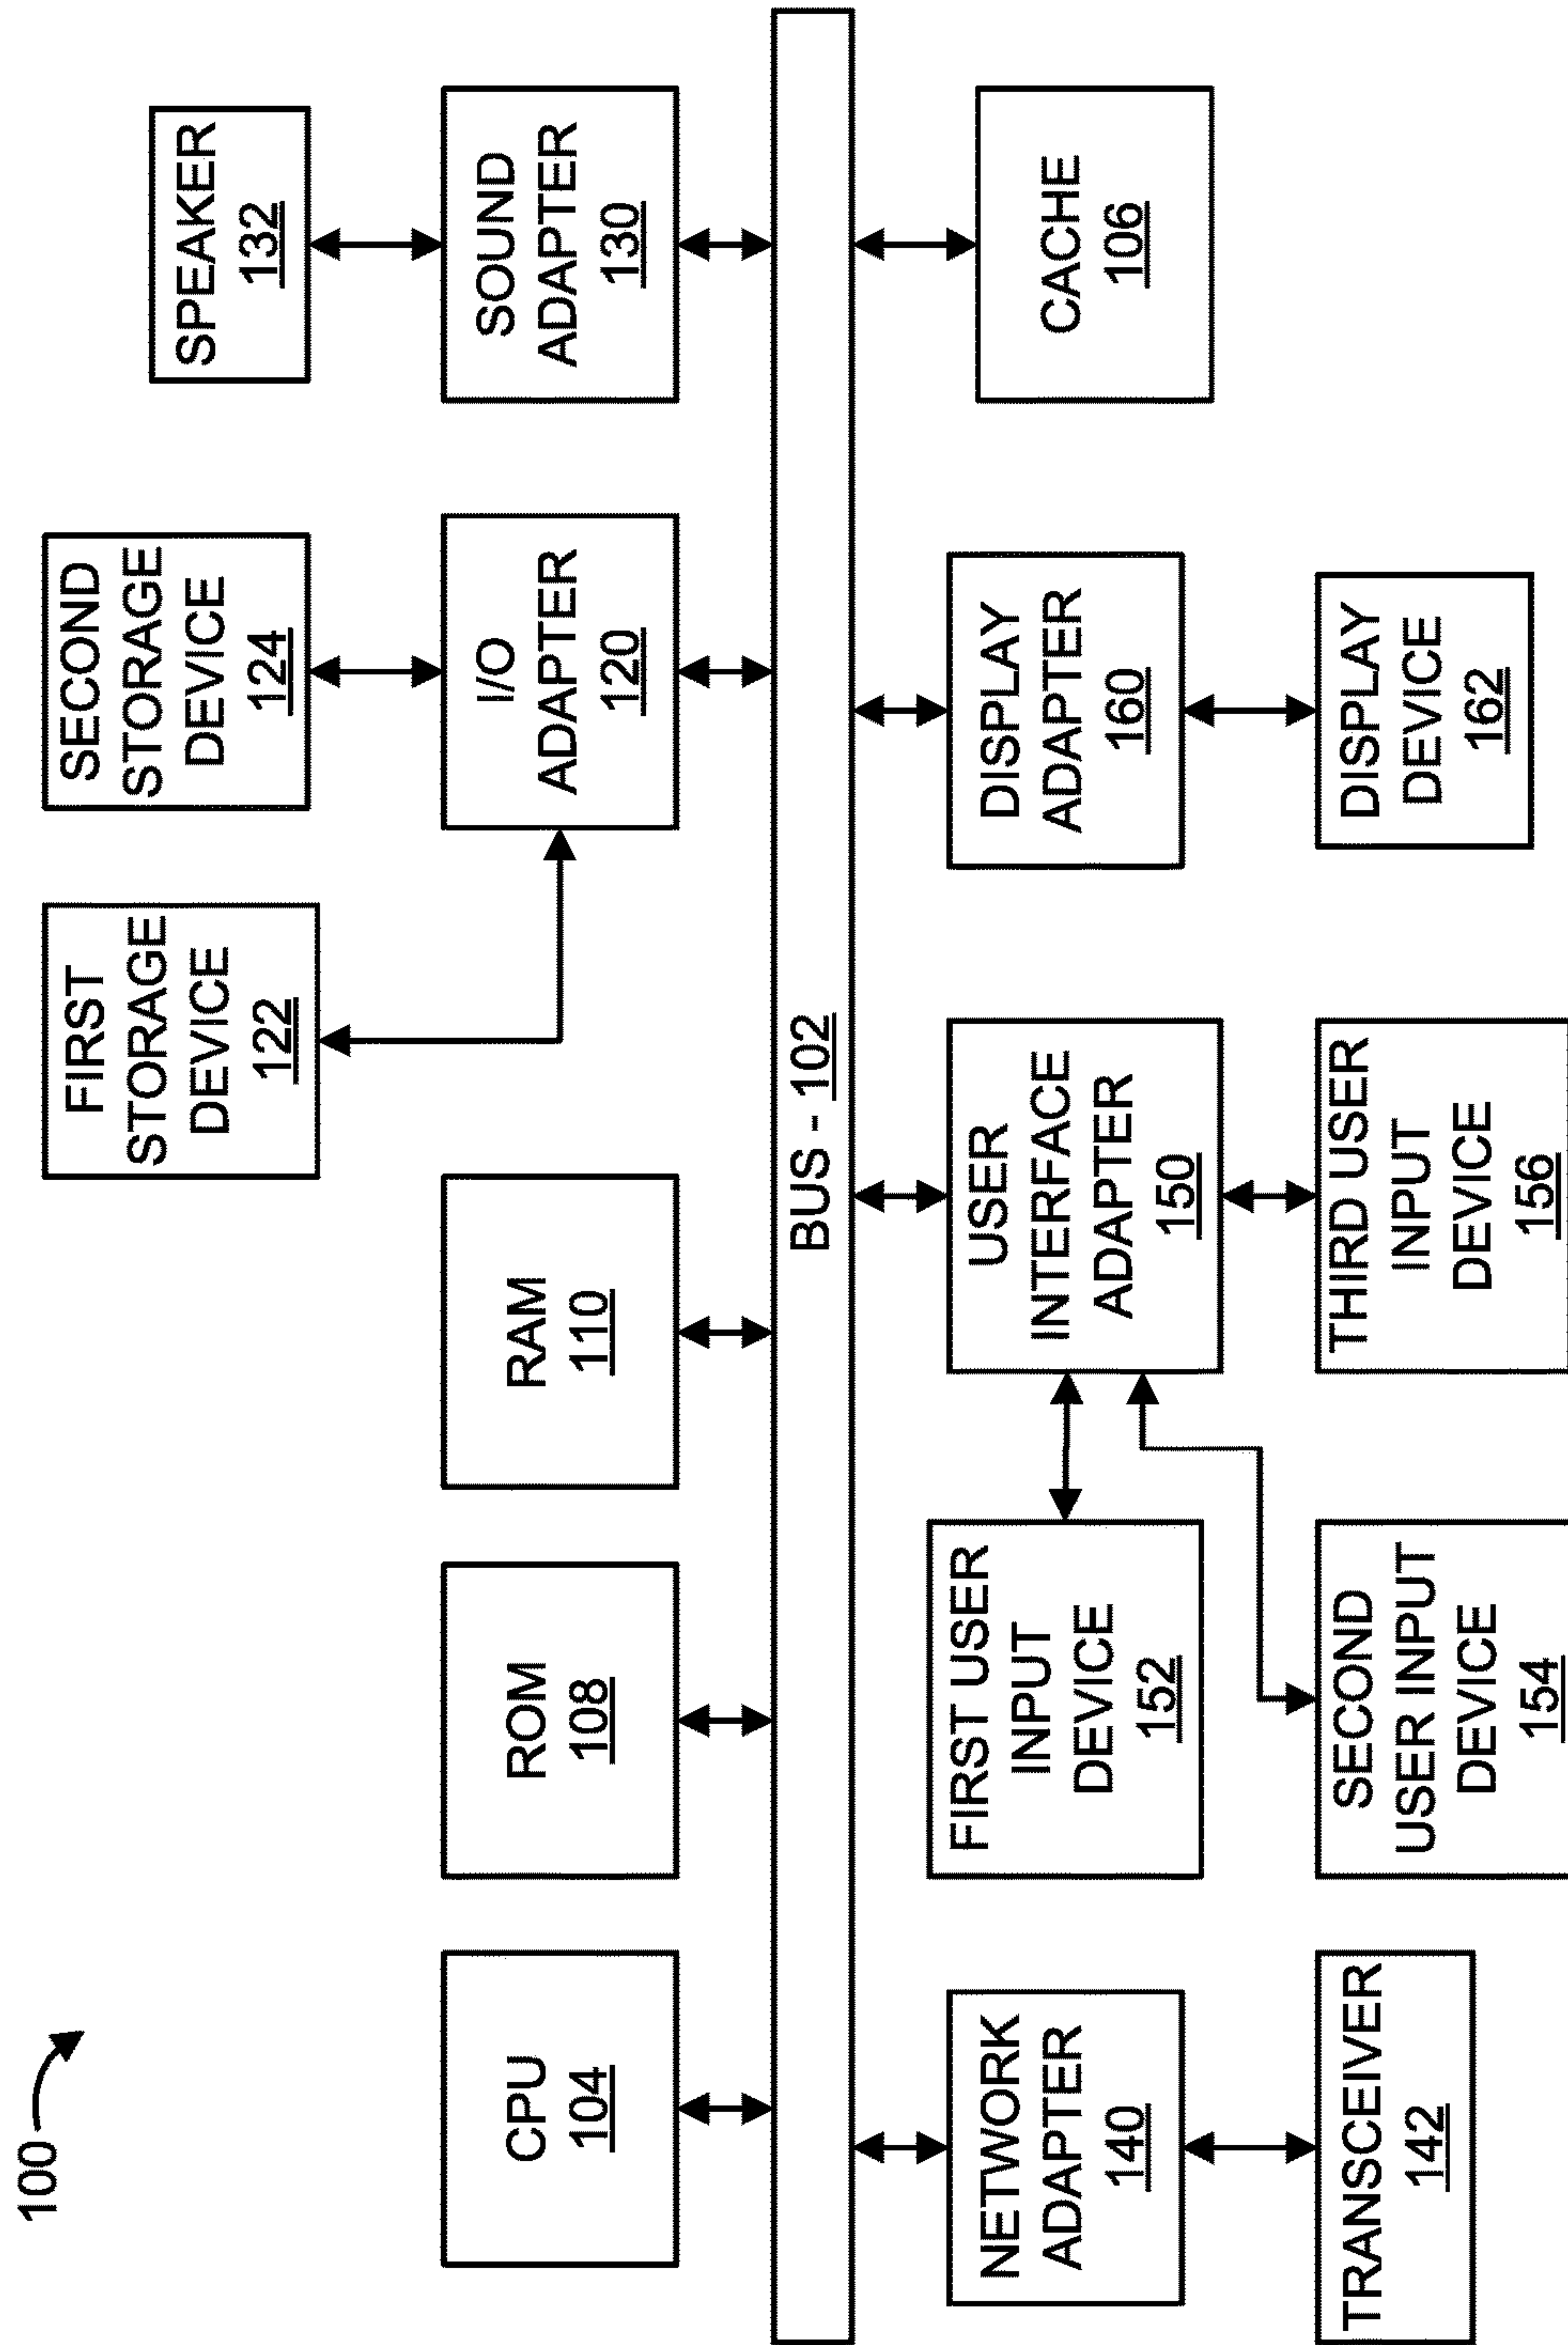 100
FIRST
STORAGE
DEVICE
122
SECOND
STORAGE
DEVICE
124
SPEAKER
132
CPU
104
ROM
108
RAM
110
I/O
ADAPTER
120
SOUND
ADAPTER
130
BUS - 102
NETWORK
ADAPTER
140
FIRST USER
INPUT
DEVICE
152
USER
INTERFACE
ADAPTER
150
DISPLAY
ADAPTER
160
CACHE
106
TRANSCEIVER
142
SECOND
USER INPUT
DEVICE
154
THIRD USER
INPUT
DEVICE
156
DISPLAY
DEVICE
162